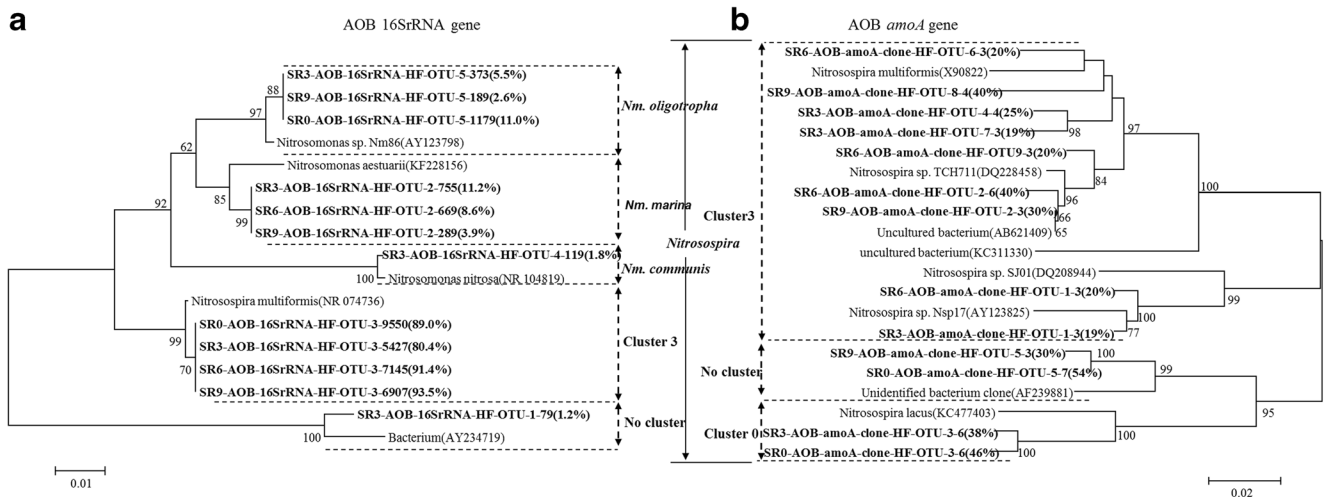 a
AOB 16SrRNA gene
SR3-AOB-16SrRNA-HF-OTU-5-373(5.5%)
SR9-AOB-16SrRNA-HF-OTU-5-189(2.6%)
SR0-AOB-16SrRNA-HF-OTU-5-1179(11.0%)
Nitrosomonas sp. Nm86(AY123798)
Nitrosomonas aestuarii(KF228156)
SR3-AOB-16SrRNA-HF-OTU-2-755(11.2%)
SR6-AOB-16SrRNA-HF-OTU-2-669(8.6%)
SR9-AOB-16SrRNA-HF-OTU-2-289(3.9%)
SR3-AOB-16SrRNA-HF-OTU-4-119(1.8%)
Nitrosomonas nitrosa(NR 104819)
Nitrosospira multiformis(NR 074736)
SR0-AOB-16SrRNA-HF-OTU-3-9550(89.0%)
SR3-AOB-16SrRNA-HF-OTU-3-5427(80.4%)
SR6-AOB-16SrRNA-HF-OTU-3-7145(91.4%)
SR9-AOB-16SrRNA-HF-OTU-3-6907(93.5%)
SR3-AOB-16SrRNA-HF-OTU-1-79(1.2%)
Bacterium(AY234719)
88
97
62
85
99
92
100
99
70
100
Nm. oligotropha
Nm. marina
Nm. communis
Cluster 3
No cluster
0.01
b
AOB amoA gene
Nitrosospira
Cluster3
No cluster
Cluster 0
SR6-AOB-amoA-clone-HF-OTU-6-3(20%)
Nitrosospira multiformis(X90822)
SR9-AOB-amoA-clone-HF-OTU-8-4(40%)
SR3-AOB-amoA-clone-HF-OTU-4-4(25%)
SR3-AOB-amoA-clone-HF-OTU-7-3(19%)
SR6-AOB-amoA-clone-HF-OTU9-3(20%)
Nitrosospira sp. TCH711(DQ228458)
SR6-AOB-amoA-clone-HF-OTU-2-6(40%)
SR9-AOB-amoA-clone-HF-OTU-2-3(30%)
Uncultured bacterium(AB621409)
uncultured bacterium(KC311330)
Nitrosospira sp. SJ01(DQ208944)
SR6-AOB-amoA-clone-HF-OTU-1-3(20%)
Nitrosospira sp. Nsp17(AY123825)
SR3-AOB-amoA-clone-HF-OTU-1-3(19%)
SR9-AOB-amoA-clone-HF-OTU-5-3(30%)
SR0-AOB-amoA-clone-HF-OTU-5-7(54%)
Unidentified bacterium clone(AF239881)
Nitrosospira lacus(KC477403)
SR3-AOB-amoA-clone-HF-OTU-3-6(38%)
SR0-AOB-amoA-clone-HF-OTU-3-6(46%)
98
97
84
96
66
65
100
99
100
77
100
99
95
100
100
0.02